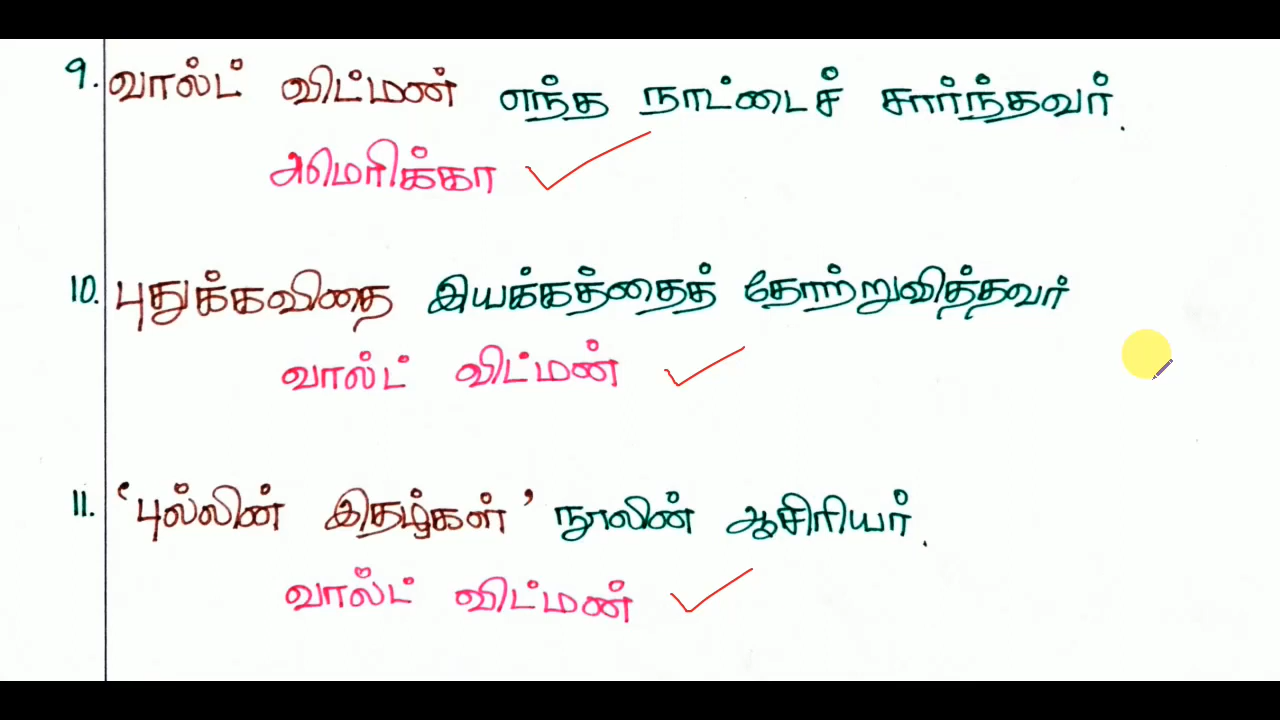 9. வால்ட் விட்மன் எந்த நாட்டைச் சார்ந்தவர்.
அமெரிக்கா
10. புதுக்கவிதை இயக்கத்தைத் தோற்றுவித்தவர்
வால்ட் விட்மன்
11. ‘புல்லின் இதழ்கள்’ நூலின் ஆசிரியர்.
வால்ட் விட்மன்